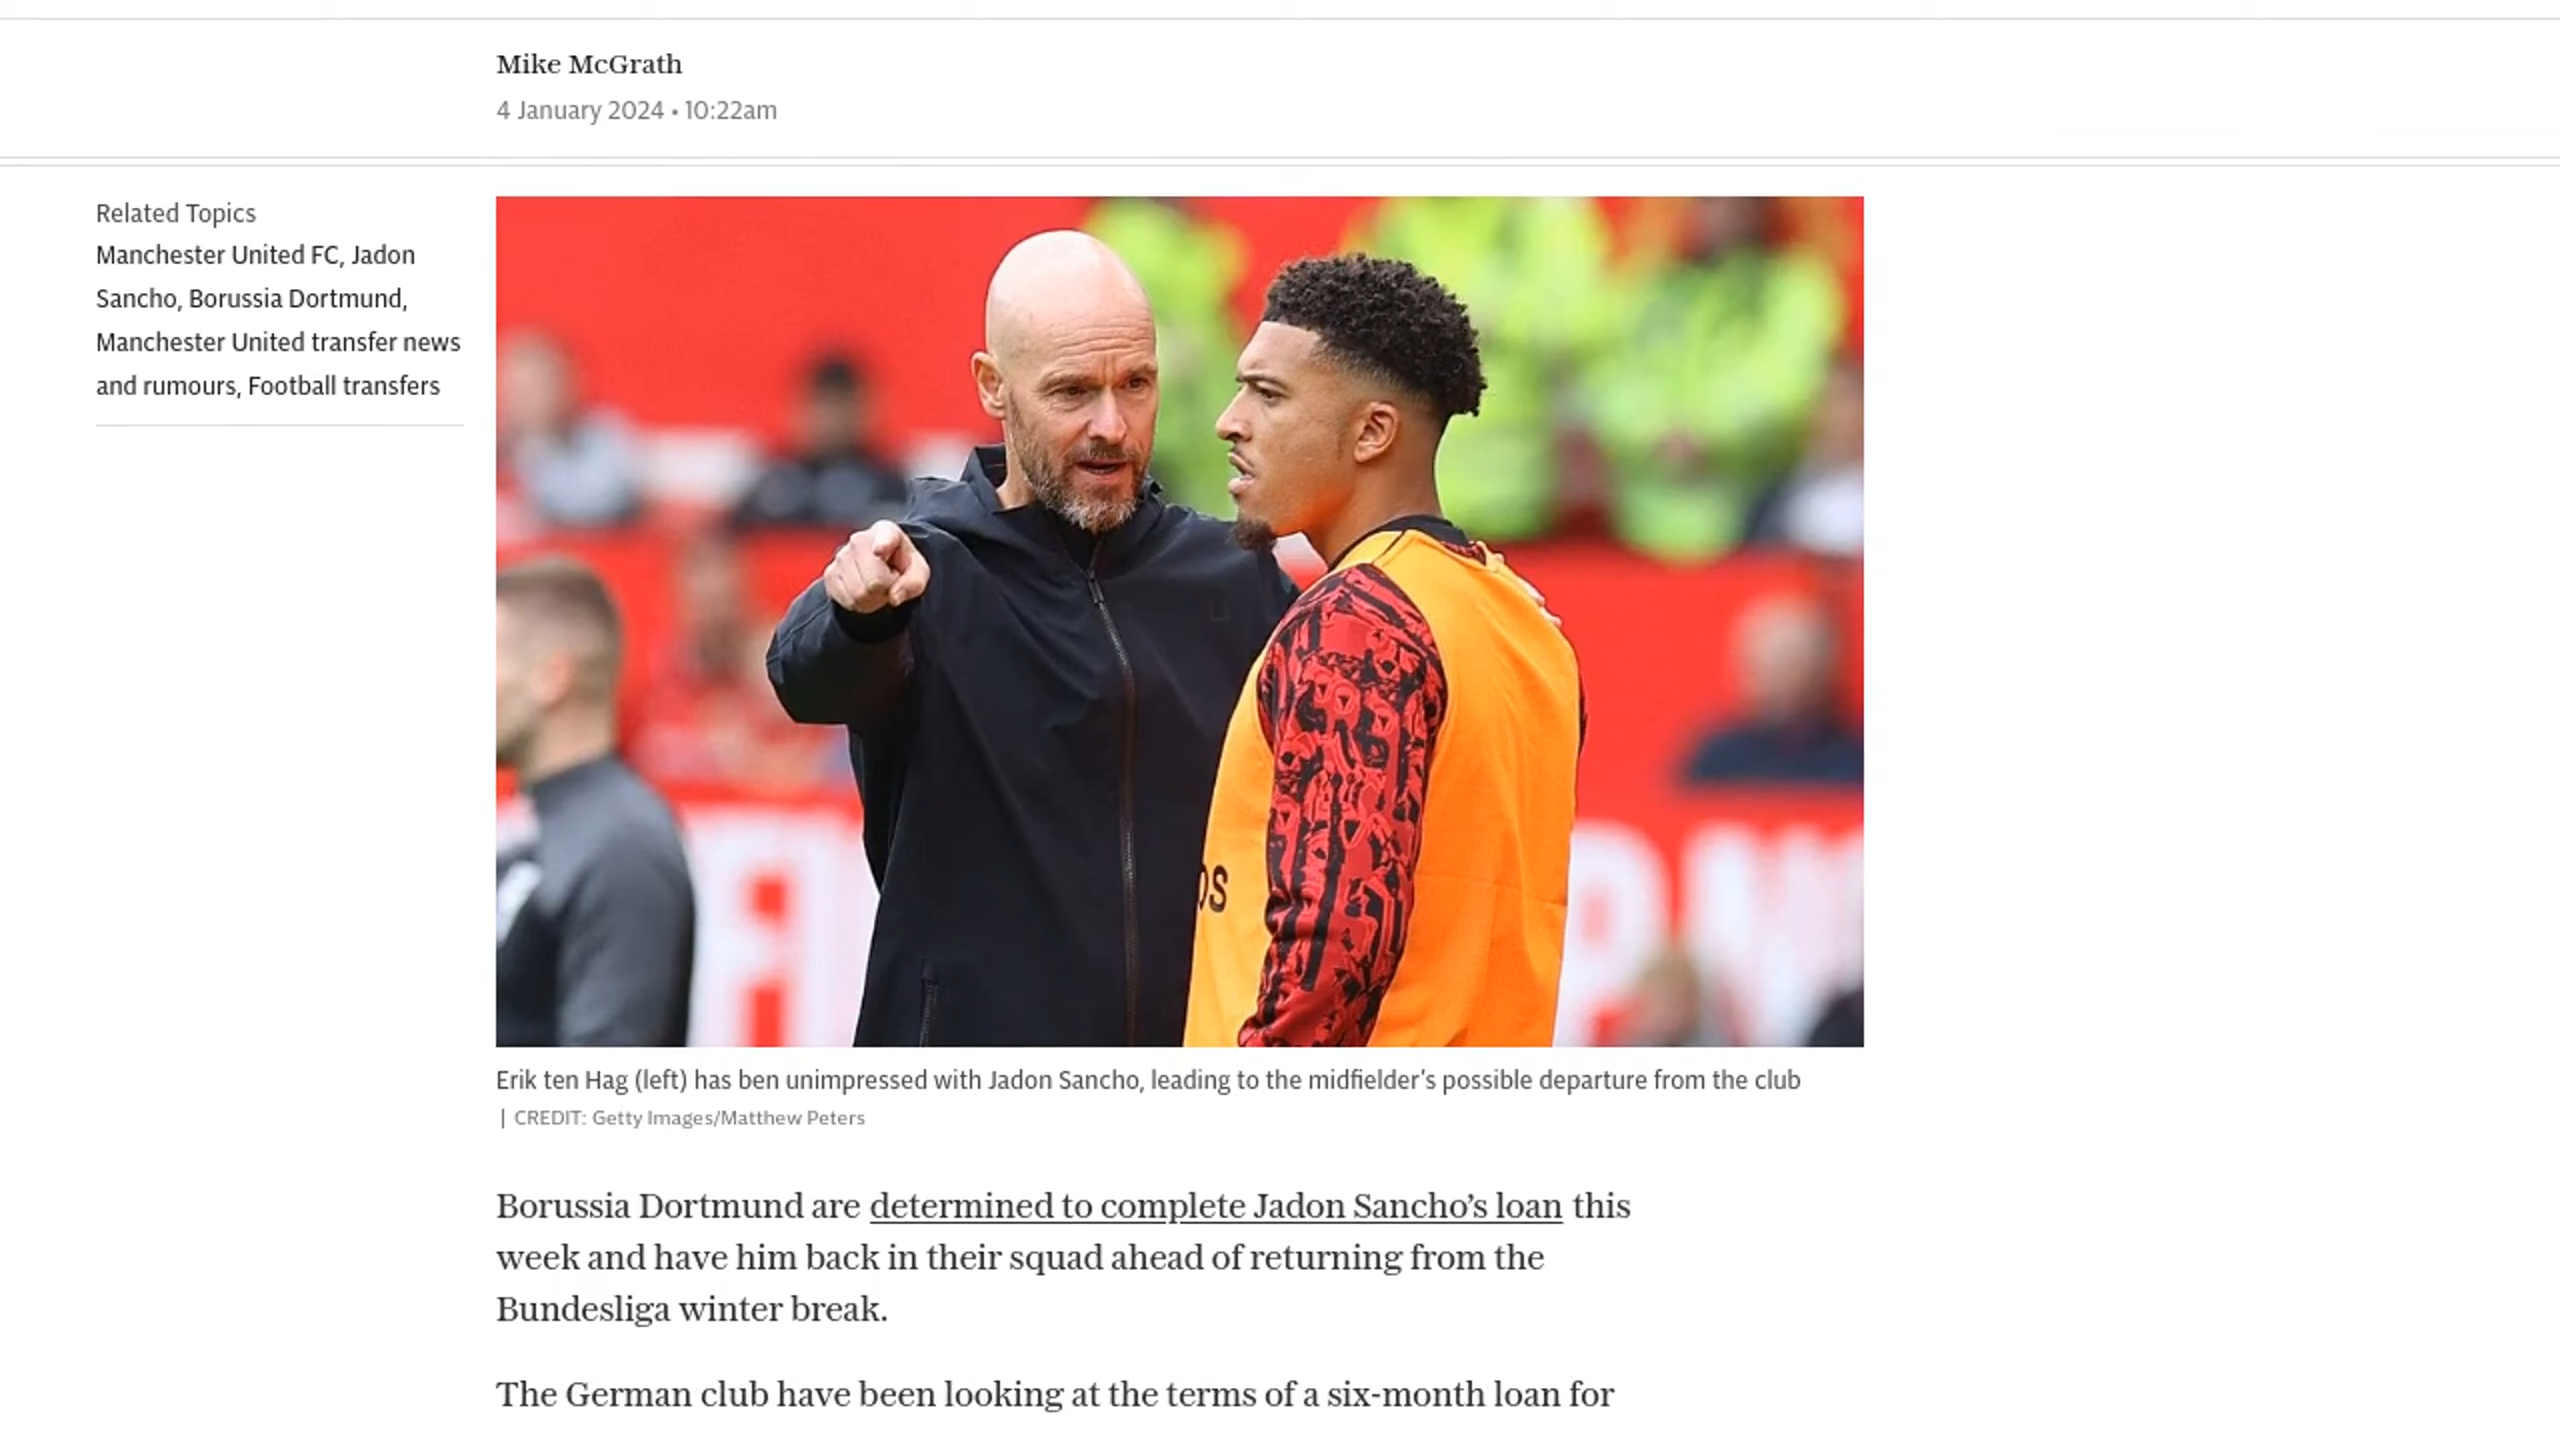 Mike McGrath
4 January 2024 • 10:22am
Related Topics
Manchester United FC, Jadon
Sancho, Borussia Dortmund,
Manchester United transfer news
and rumours, Football transfers
OS
Erik ten Hag (left) has ben unimpressed with Jadon Sancho, leading to the midfielder's possible departure from the club
| CREDIT: Getty Images/Matthew Peters
Borussia Dortmund are determined to complete Jadon Sancho’s loan this
week and have him back in their squad ahead of returning from the
Bundesliga winter break.
The German club have been looking at the terms of a six-month loan for